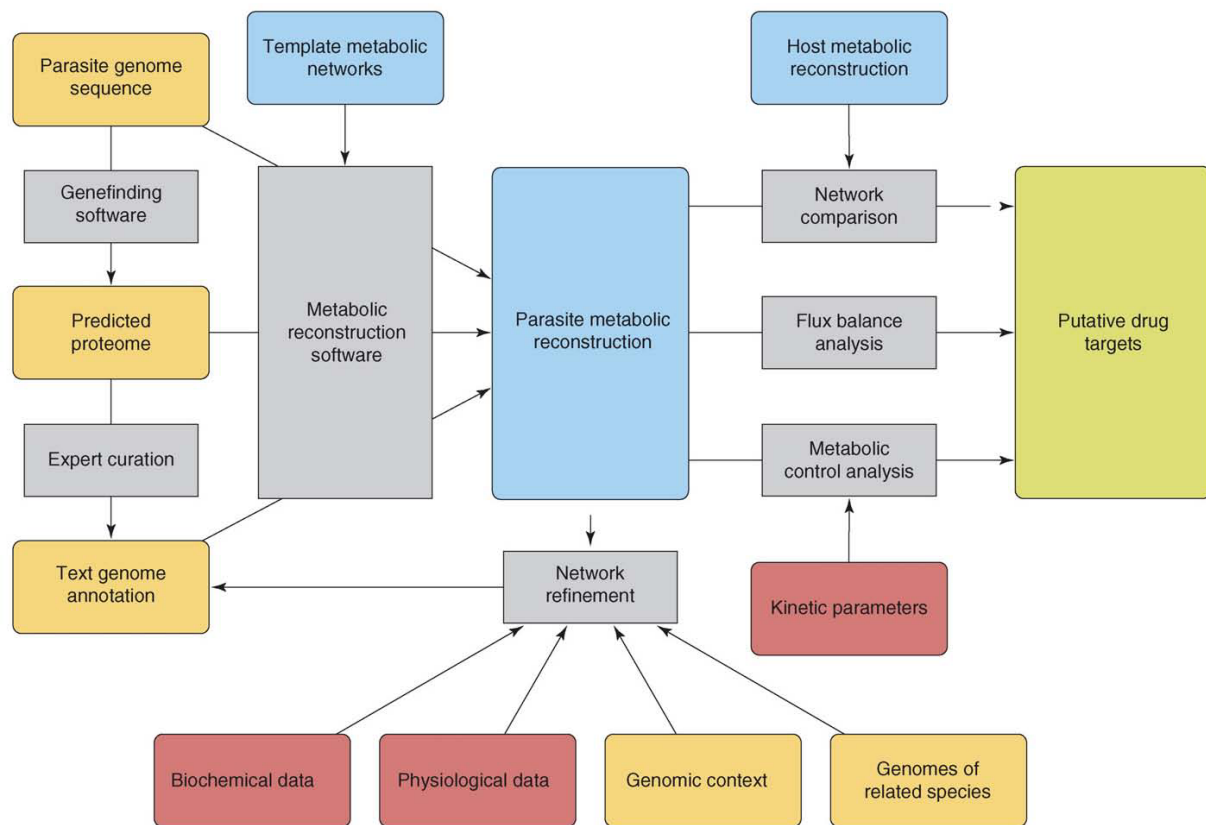 Parasite genome
sequence
Template metabolic
networks
Host metabolic
reconstruction
Genefinding
software
Network
comparison
Predicted
proteome
Metabolic
reconstruction
software
Parasite metabolic
reconstruction
Flux balance
analysis
Putative drug
targets
Expert curation
Metabolic
control analysis
Text genome
annotation
Network
refinement
Kinetic parameters
Biochemical data
Physiological data
Genomic context
Genomes of
related species